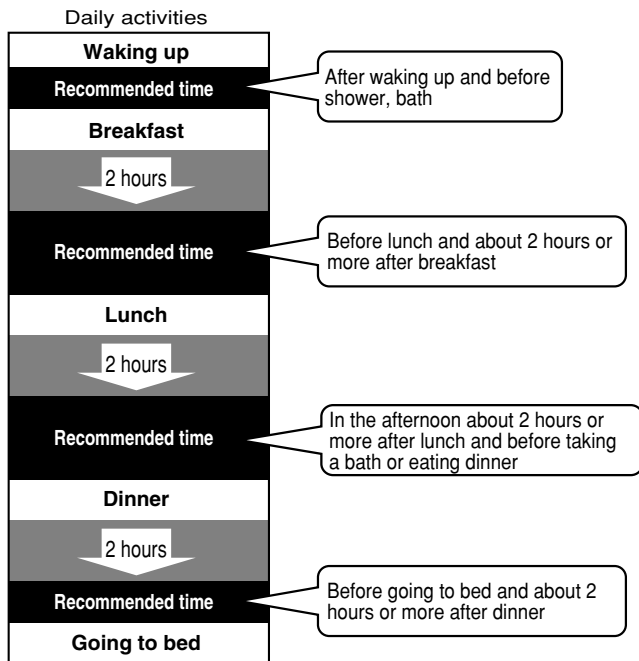 Daily activities
Waking up
Recommended time
After waking up and before
shower, bath
Breakfast
2 hours
Recommended time
Before lunch and about 2 hours or
more after breakfast
Lunch
2 hours
Recommended time
In the afternoon about 2 hours or
more after lunch and before taking
a bath or eating dinner
Dinner
2 hours
Recommended time
Before going to bed and about 2
hours or more after dinner
Going to bed